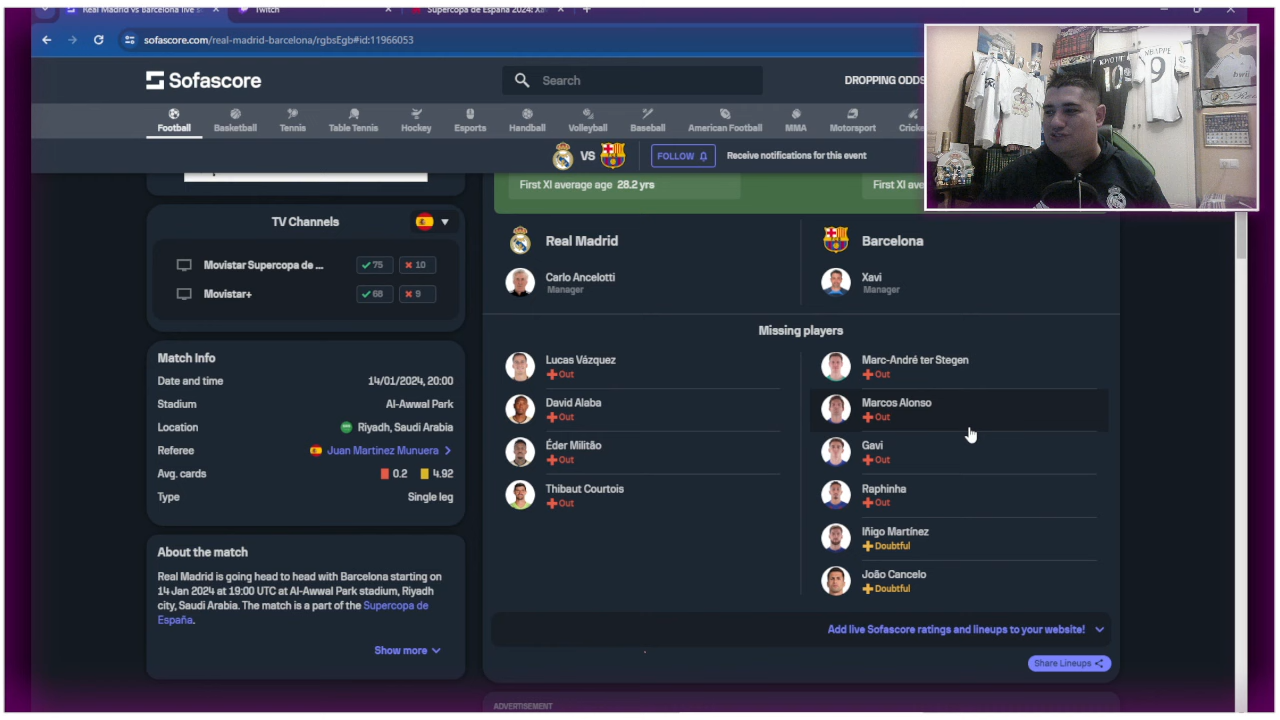 Real Madrid vs Barcelona live s
Twitch
Supercopa de España 2024: Xa
sofascore.com/real-madrid-barcelona/rgbsEgb#id:11966053
Sofascore
Search
DROPPING ODDS
Football
Basketball
Tennis
Table Tennis
Hockey
Esports
Handball
Volleyball
Baseball
American Football
MMA
Motorsport
Cricke
VS
FOLLOW
Receive notifications for this event
First XI average age 28.2 yrs
First XI ave
TV Channels
Movistar Supercopa de ...
75
10
Movistar+
68
9
Match Info
Date and time
14/01/2024, 20:00
Stadium
Al-Awwal Park
Location
Riyadh, Saudi Arabia
Referee
Juan Martínez Munuera
Avg. cards
0.2
4.92
Type
Single leg
About the match
Real Madrid is going head to head with Barcelona starting on
14 Jan 2024 at 19:00 UTC at Al-Awwal Park stadium, Riyadh
city, Saudi Arabia. The match is a part of the Supercopa de
España.
Show more
Real Madrid
Barcelona
Carlo Ancelotti
Manager
Xavi
Manager
Missing players
Lucas Vázquez
Out
David Alaba
Out
Éder Militão
Out
Thibaut Courtois
Out
Marc-André ter Stegen
Out
Marcos Alonso
Out
Gavi
Out
Raphinha
Out
Iñigo Martínez
Doubtful
João Cancelo
Doubtful
Add live Sofascore ratings and lineups to your website!
Share Lineups
ADVERTISEMENT
MBAPPE
9
10